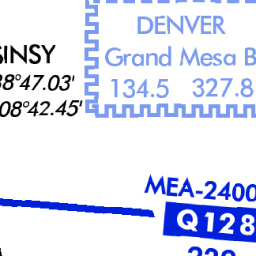 DENVER
Grand Mesa B
134.5 327.8
SINSY
38°47.03'
08°42.45'
MEA-2400
Q128